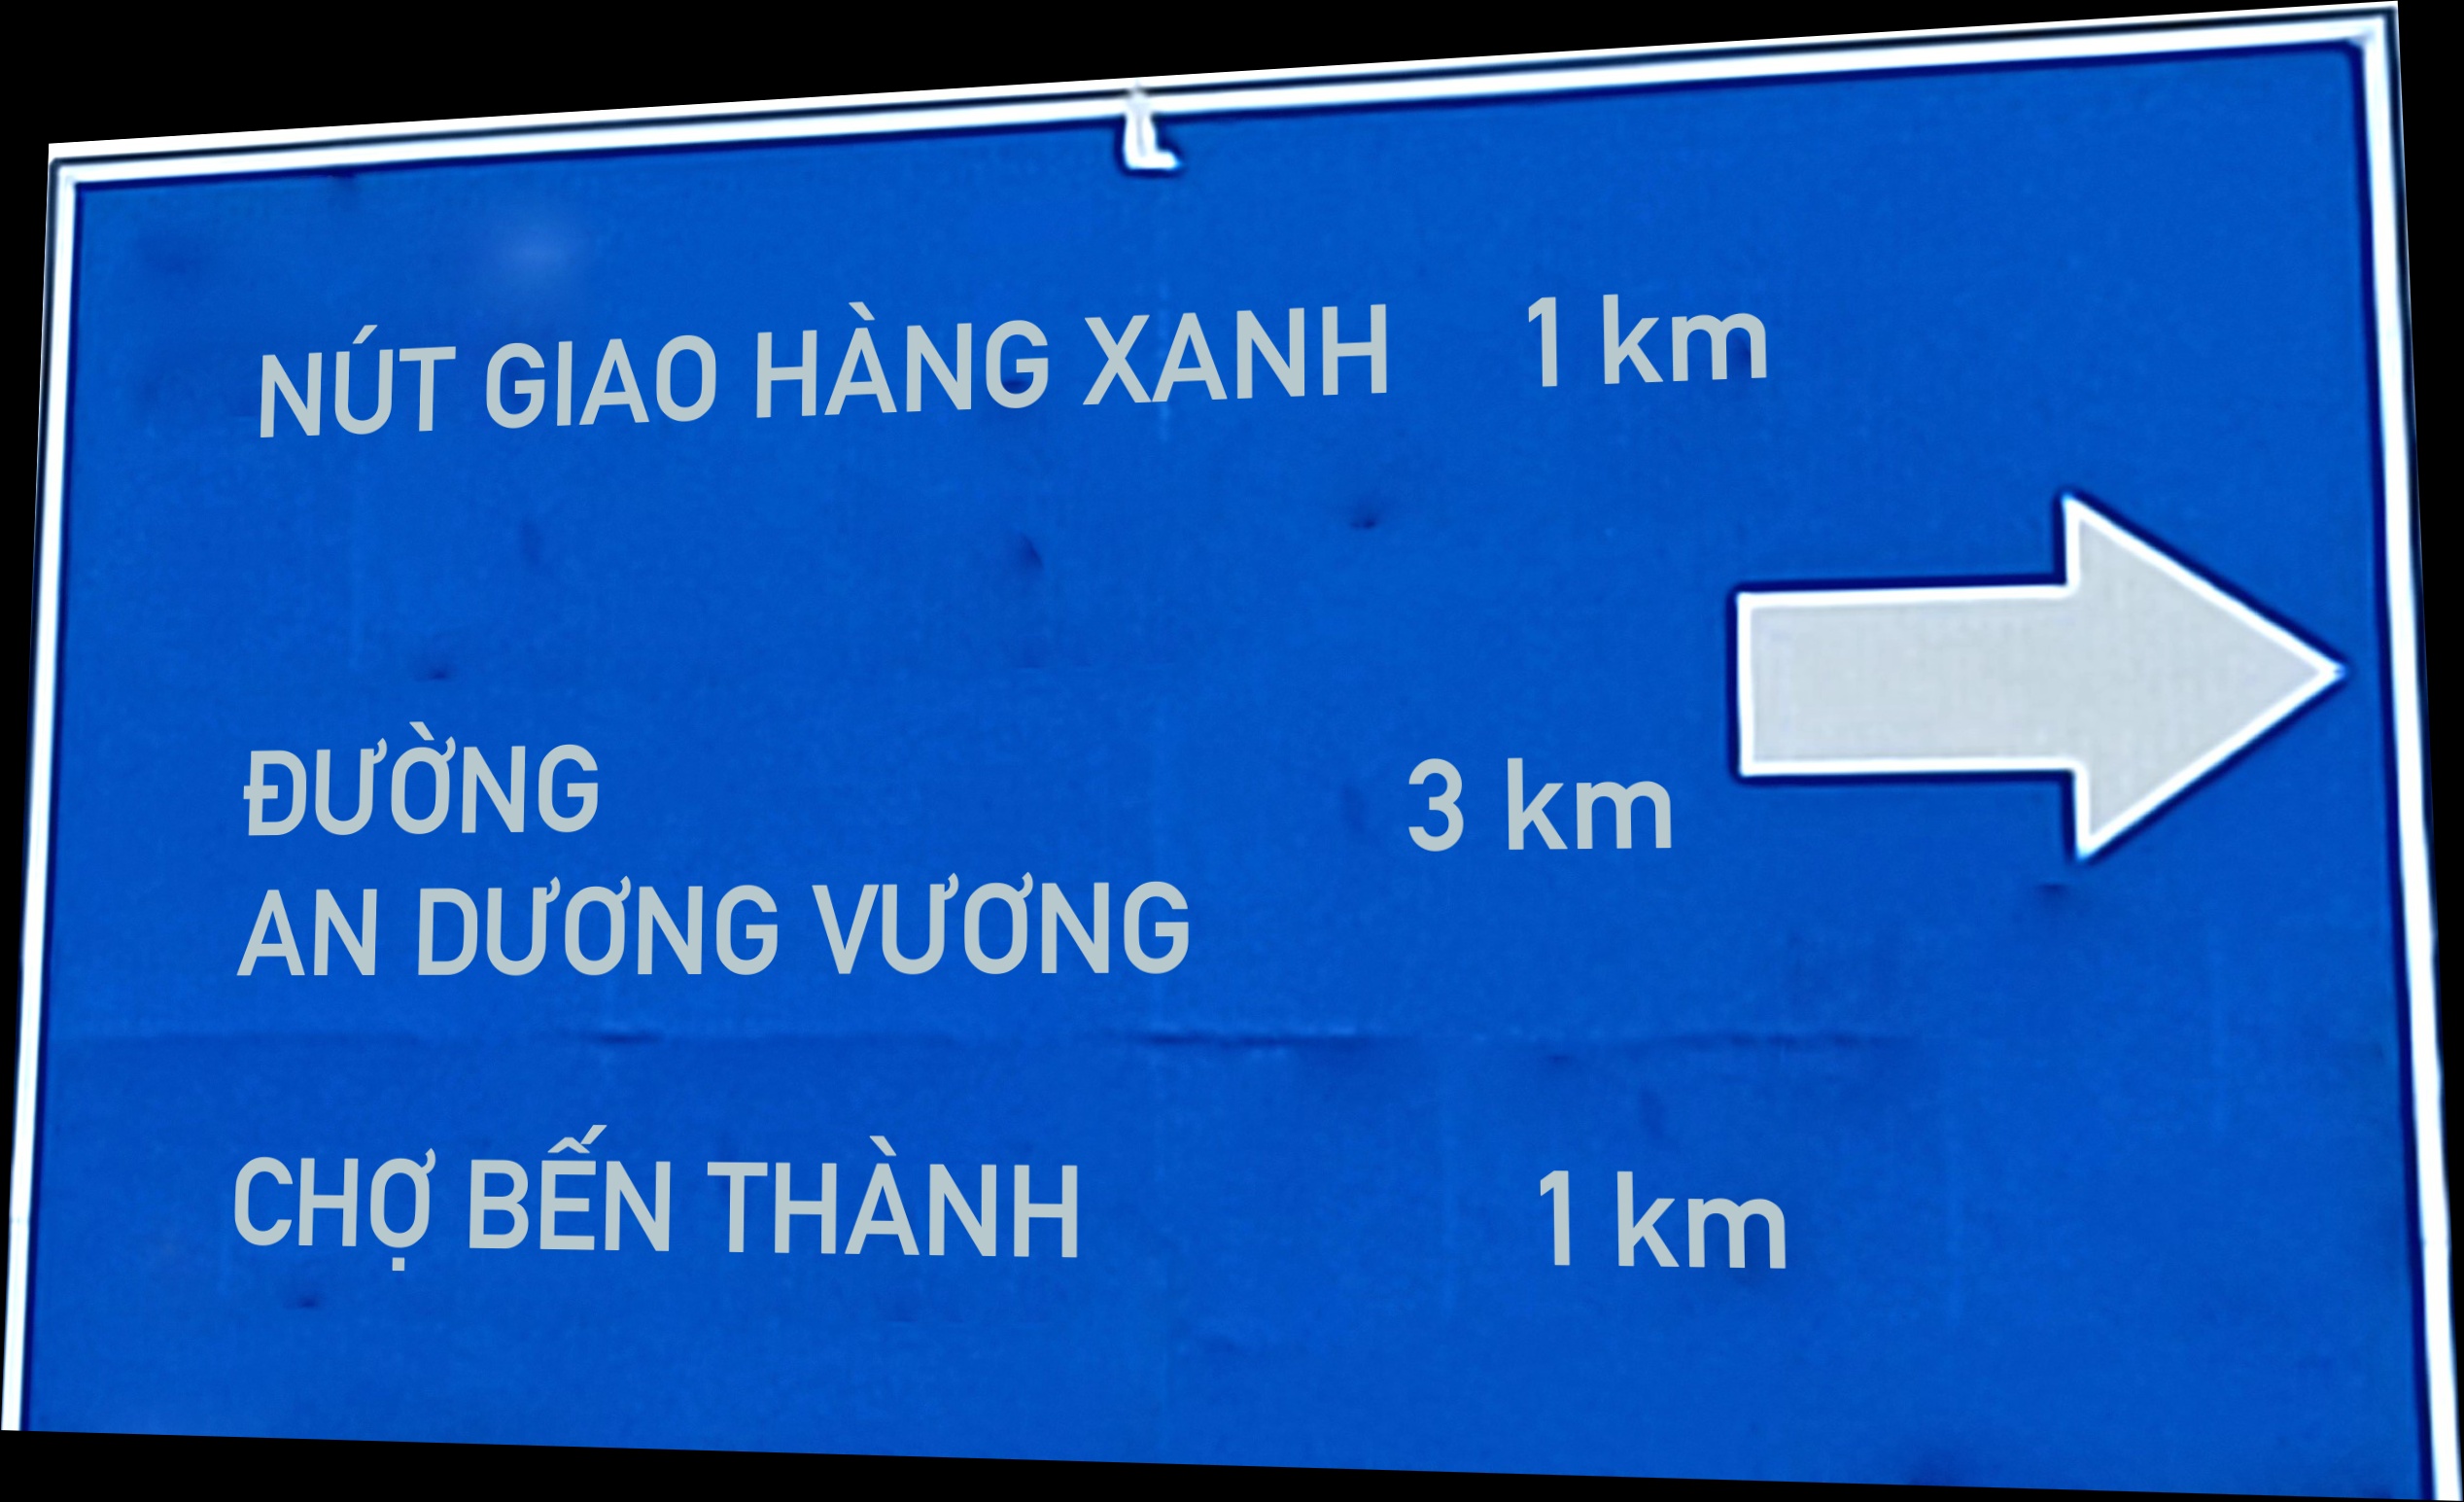 NÚT GIAO HÀNG XANH 1 km
ĐƯỜNG
3 km
AN DƯƠNG VƯƠNG
CHỢ BẾN THÀNH 1 km